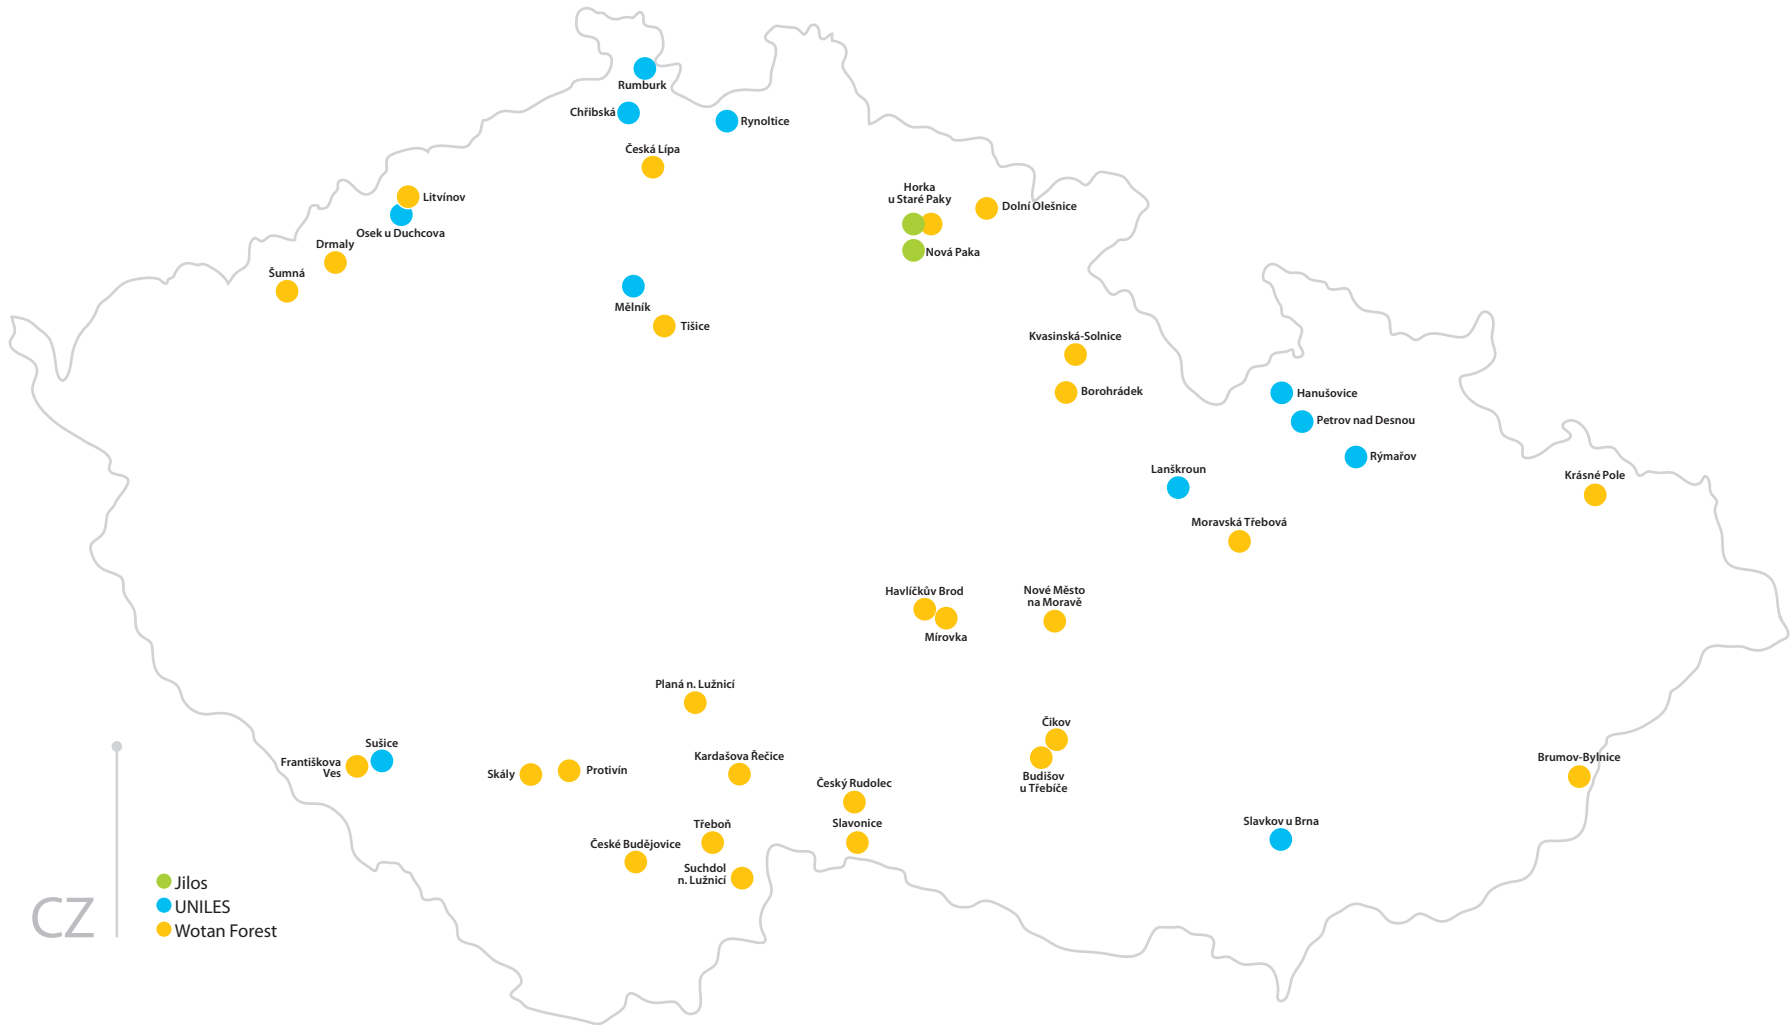 Rumburk
Chřibská
Rynoltice
Česká Lípa
Litvínov
Osek u Duchcova
Drmaly
Šumná
Horka
u Staré Paky
Dolní Olešnice
Nová Paka
Mělník
Tišice
Kvasinská-Solnice
Borohrádek
Hanušovice
Petrov nad Desnou
Rýmařov
Lanškroun
Krásné Pole
Moravská Třebová
Havlíčkův Brod
Mírovka
Nové Město
na Moravě
Planá n. Lužnicí
Čikov
Budišov
u Třebíče
Sušice
Františkova
Ves
Skály
Protivín
Kardašova Řečice
Český Rudolec
Slavonice
Brumov-Bylnice
Slavkov u Brna
Třeboň
České Budějovice
Suchdol
n. Lužnicí
CZ
Jilos
UNILES
Wotan Forest